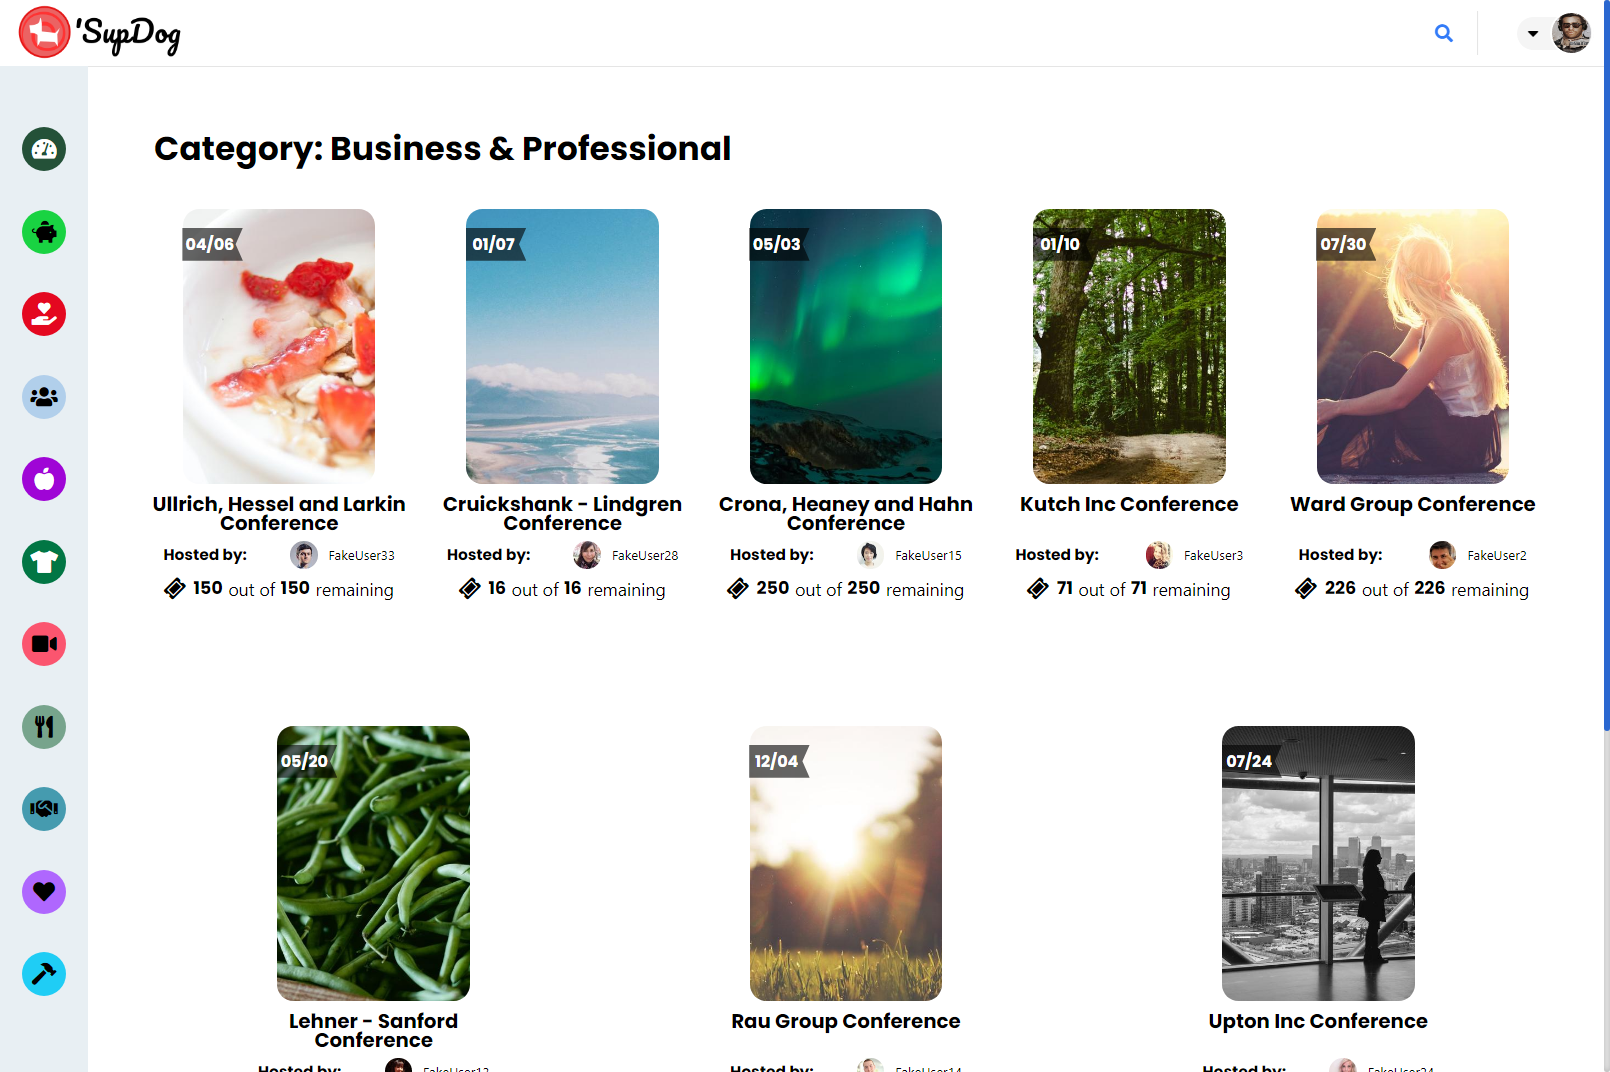 'SupDog
Category: Business & Professional
04/06
01/07
05/03
01/10
07/30
Ullrich, Hessel and Larkin
Conference
Cruickshank - Lindgren
Conference
Crona, Heaney and Hahn
Conference
Kutch Inc Conference
Ward Group Conference
Hosted by: FakeUser33
Hosted by: FakeUser28
Hosted by: FakeUser15
Hosted by: FakeUser3
Hosted by: FakeUser2
150 out of 150 remaining
16 out of 16 remaining
250 out of 250 remaining
71 out of 71 remaining
226 out of 226 remaining
05/20
12/04
07/24
Lehner - Sanford
Conference
Rau Group Conference
Upton Inc Conference
Hosted by: FakeUser12
Hosted by: FakeUser14
Hosted by: FakeUser24